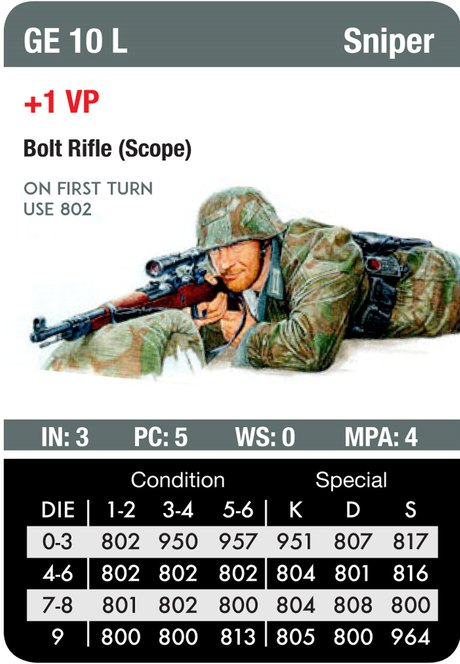 GE 10 L Sniper
+1 VP
Bolt Rifle (Scope)
ON FIRST TURN
USE 802
IN: 3 PC: 5 WS: 0 MPA: 4
Condition Special
DIE 1-2 3-4 5-6 K D S
0-3 802 950 957 951 807 817
4-6 802 802 802 804 801 816
7-8 801 802 800 804 808 800
9 800 800 813 805 800 964